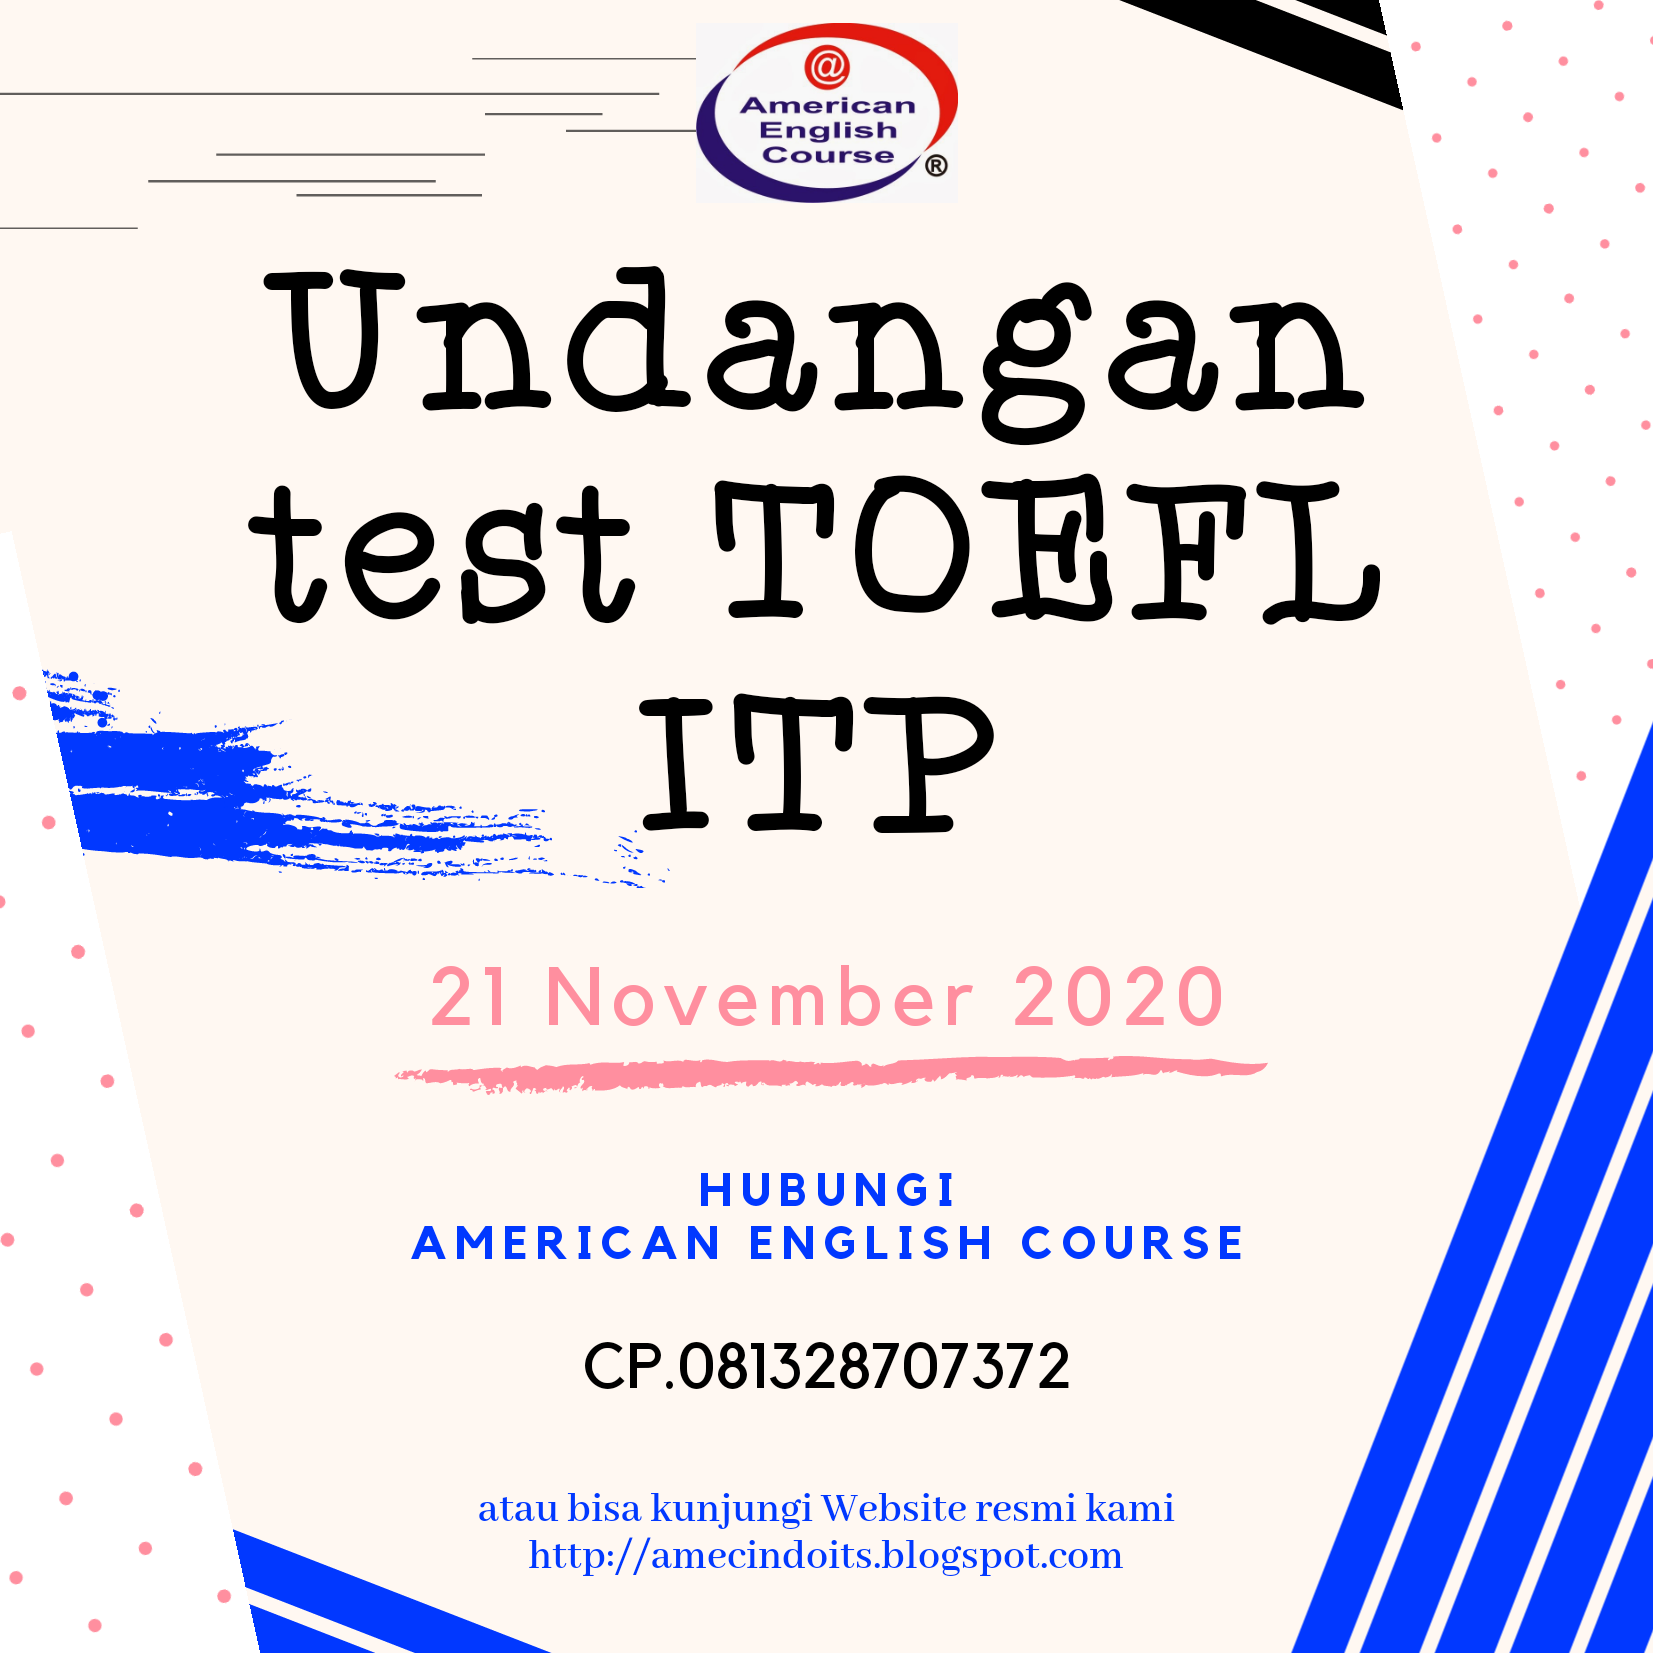 @
American
English
Course
®
Undangan
test TOEFL
ITP
21 November 2020
HUBUNGI
AMERICAN ENGLISH COURSE
CP.081328707372
atau bisa kunjungi Website resmi kami
http://amecindoits.blogspot.com